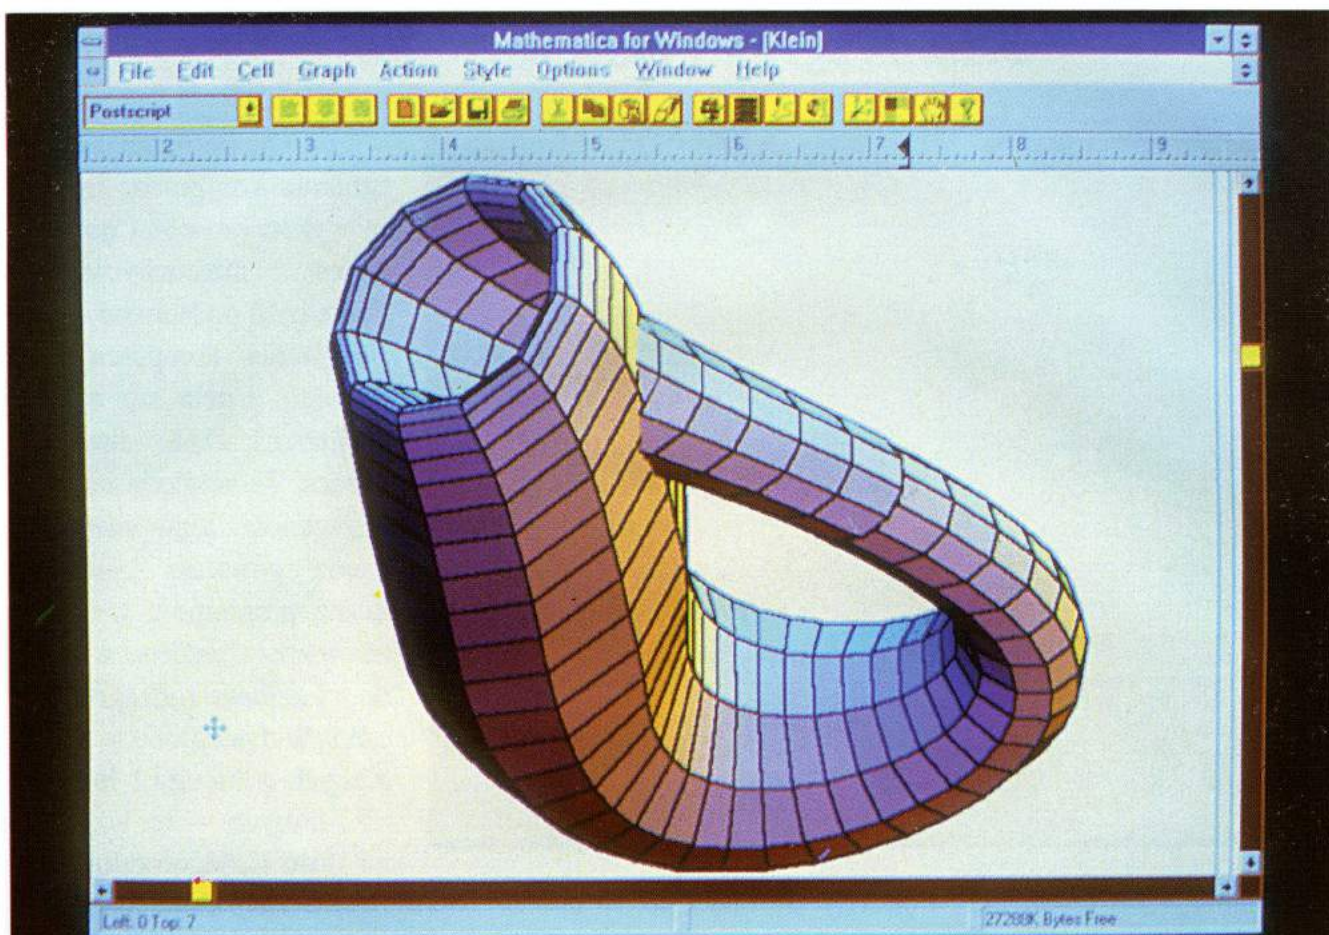 Mathematica for Windows - [Klein]
File Edit Cell Graph Action Style Options Window Help
Postscript
2 3 4 5 6 7 8 9
Left: 0 Top: 7
27288K Bytes Free